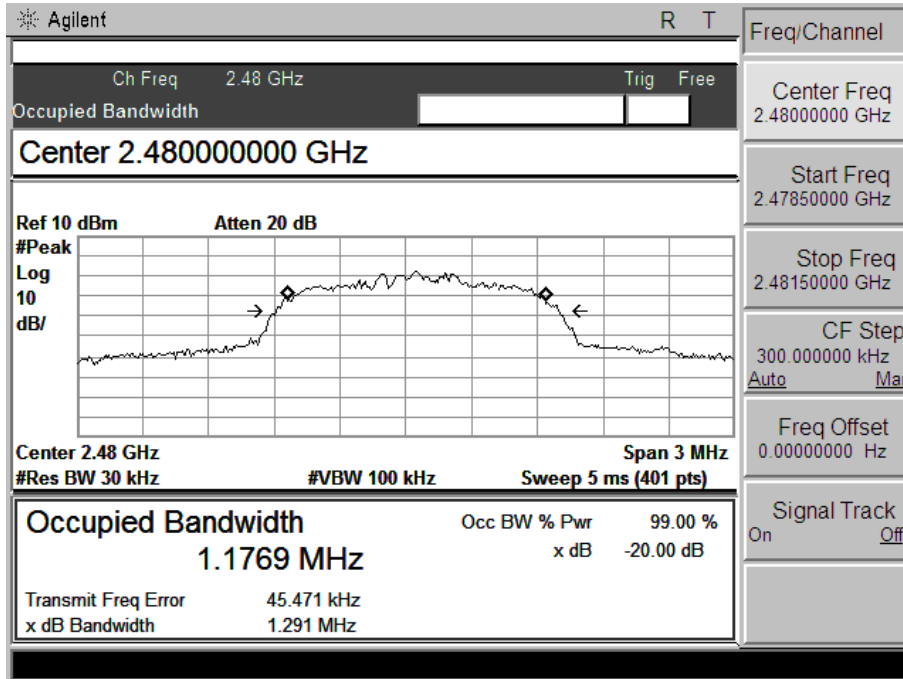 Agilent R T
Freq/Channel
Ch Freq 2.48 GHz Trig Free
Occupied Bandwidth
Center 2.480000000 GHz
Center Freq
2.48000000 GHz
Start Freq
2.47850000 GHz
Stop Freq
2.48150000 GHz
CF Step
300.000000 kHz
Auto Man
Freq Offset
0.00000000 Hz
Signal Track
On Off
Ref 10 dBm Atten 20 dB
#Peak
Log
10
dB/
Center 2.48 GHz Span 3 MHz
#Res BW 30 kHz #VBW 100 kHz Sweep 5 ms (401 pts)
Occupied Bandwidth
1.1769 MHz
Occ BW % Pwr 99.00 %
x dB -20.00 dB
Transmit Freq Error 45.471 kHz
x dB Bandwidth 1.291 MHz